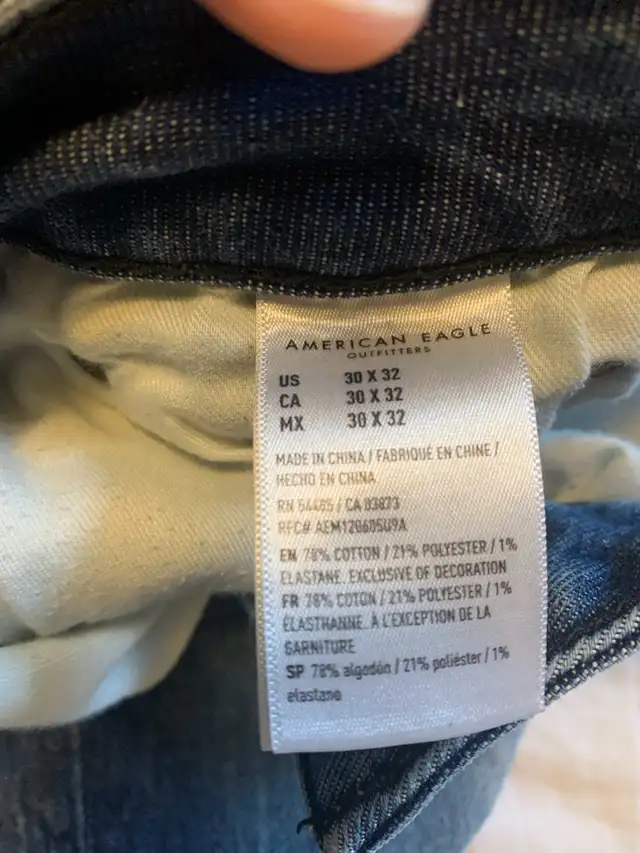 AMERICAN EAGLE
OUTFITTERS
US 30 X 32
CA 30 X 32
MX 30 X 32
MADE IN CHINA / FABRIQUÉ EN CHINE /
HECHO EN CHINA
RN 54485 / CA 03873
RFC# AEM120605U9A
EN 78% COTTON / 21% POLYESTER / 1%
ELASTANE. EXCLUSIVE OF DECORATION
FR 78% COTON / 21% POLYESTER / 1%
ÉLASTHANNE. À L'EXCEPTION DE LA
GARNITURE
SP 78% algodón / 21% poliéster / 1%
elastano